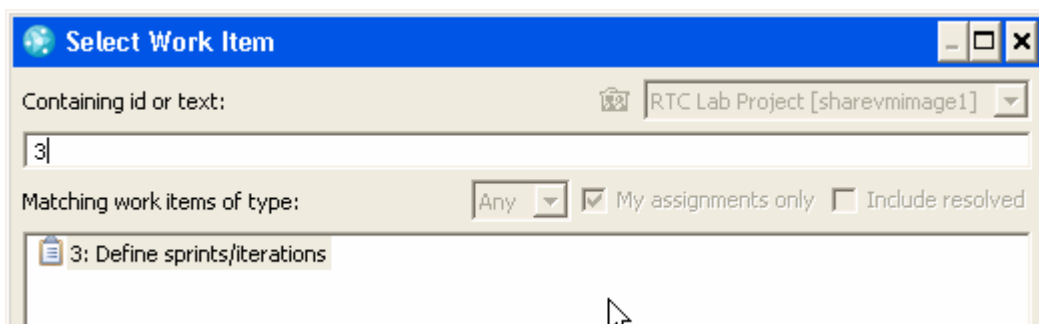 Select Work Item
Containing id or text: RTC Lab Project [sharevmimage1]
3
Matching work items of type: Any My assignments only Include resolved
3: Define sprints/iterations